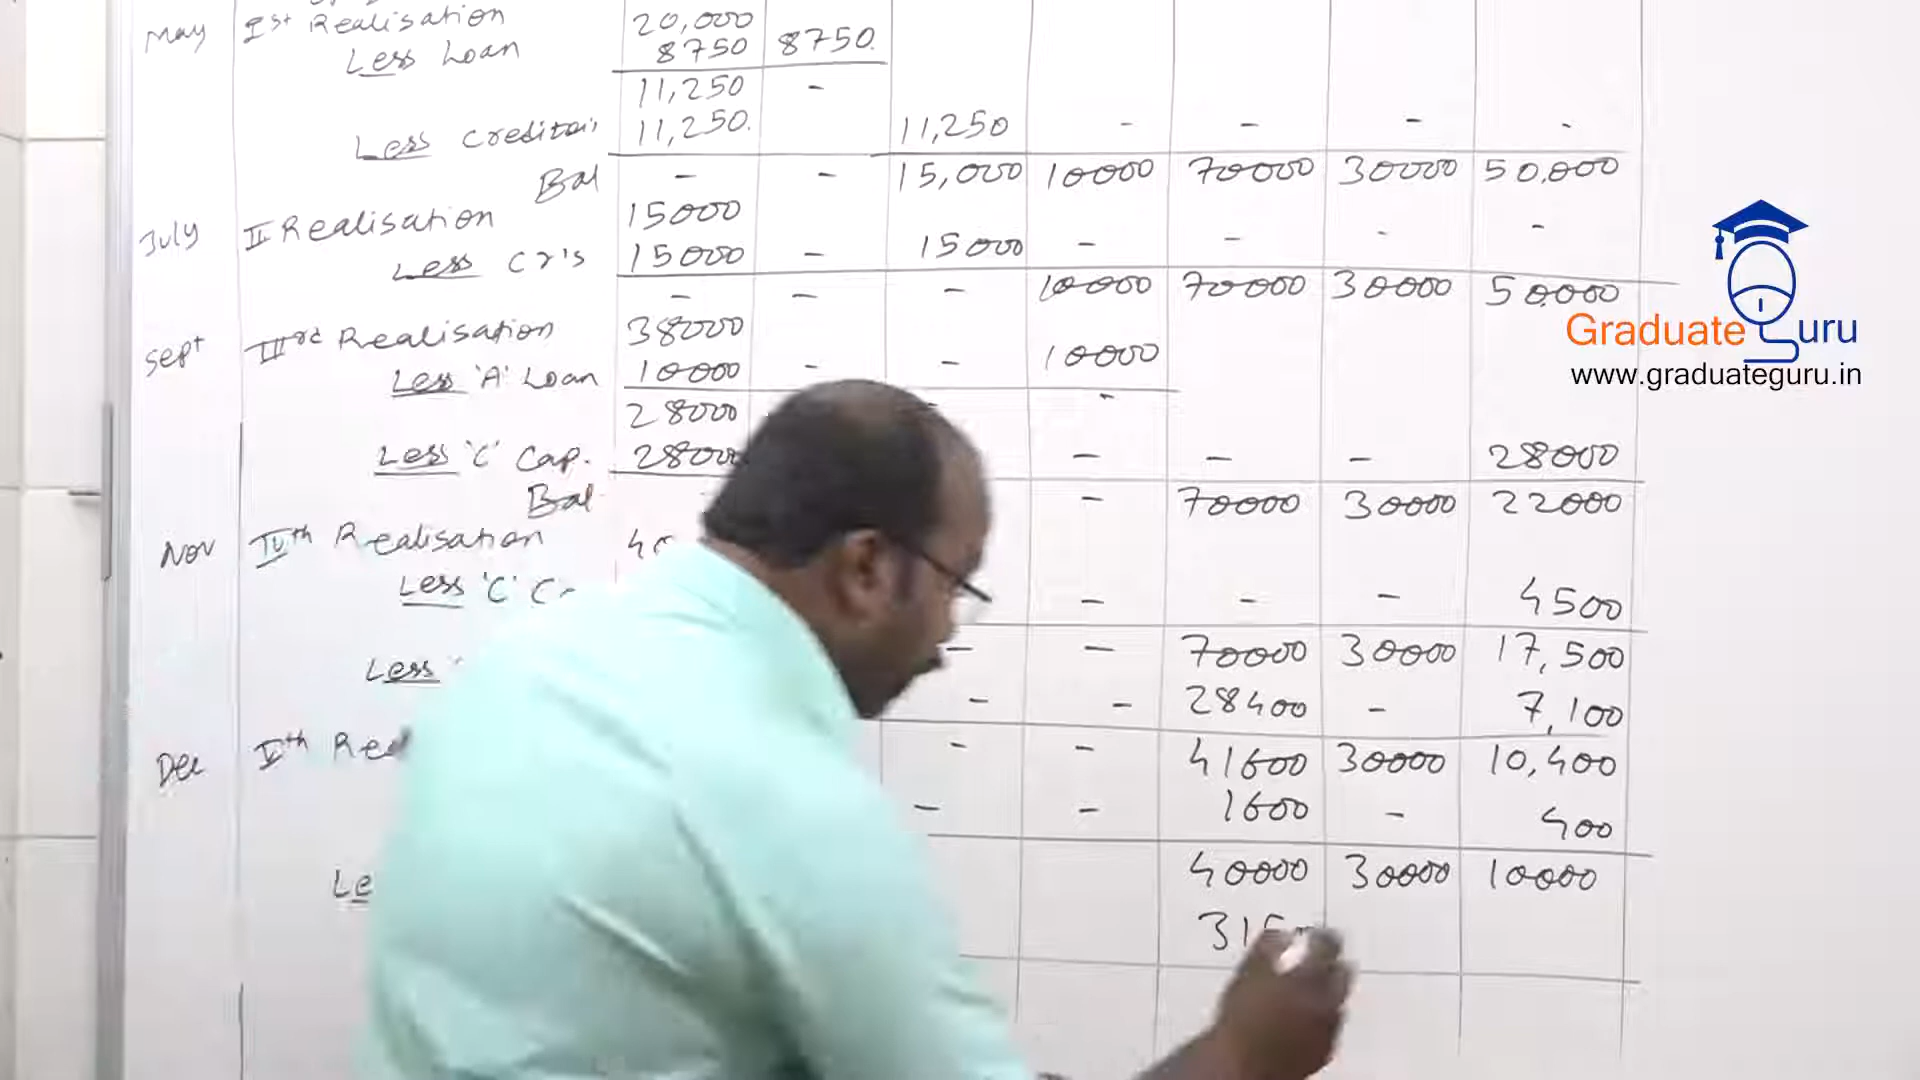 May Ist Realisation 20,000
Less Loan 8750 8750.
11,250 -
Less Creditors 11,250. 11,250 - - - -
Bal - - 15,000 10000 70000 30000 50,000
July II Realisation 15000
Less Cr's 15000 - 15000 - - - -
- - - 10000 70000 30000 50000
Sept IIIrd Realisation 38000
Less 'A' Loan 10000 - - 10000
28000 -
Less 'C' Cap. 28000 - - - 28000
Bal - 70000 30000 22000
Nov IVth Realisation
Less 'C' - - - 4500
- - 70000 30000 17,500
Less - - 28400 - 7,100
Dec Vth - - 41600 30000 10,400
- - 1600 - 400
40000 30000 10000
Graduate Guru
www.graduateguru.in